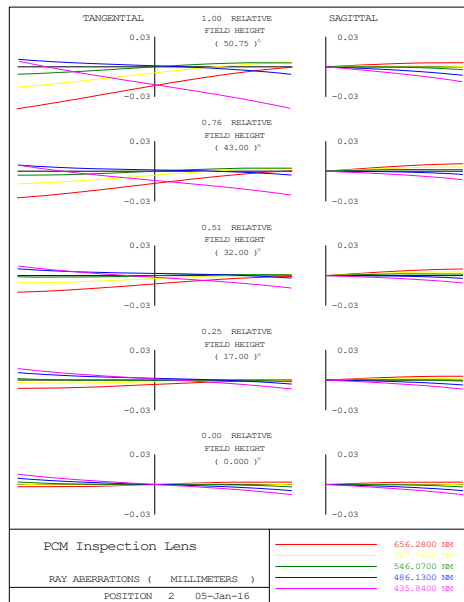 TANGENTIAL 1.00 RELATIVE SAGITTAL
FIELD HEIGHT
0.03 ( 50.75 )° 0.03
-0.03 -0.03
0.76 RELATIVE
FIELD HEIGHT
0.03 ( 43.00 )° 0.03
-0.03 -0.03
0.51 RELATIVE
FIELD HEIGHT
0.03 ( 32.00 )° 0.03
-0.03 -0.03
0.25 RELATIVE
FIELD HEIGHT
0.03 ( 17.00 )° 0.03
-0.03 -0.03
0.00 RELATIVE
FIELD HEIGHT
0.03 ( 0.000 )° 0.03
-0.03 -0.03
PCM Inspection Lens
RAY ABERRATIONS ( MILLIMETERS )
POSITION 2 05-Jan-16
656.2800 NM
587.5600 NM
546.0700 NM
486.1300 NM
435.8400 NM